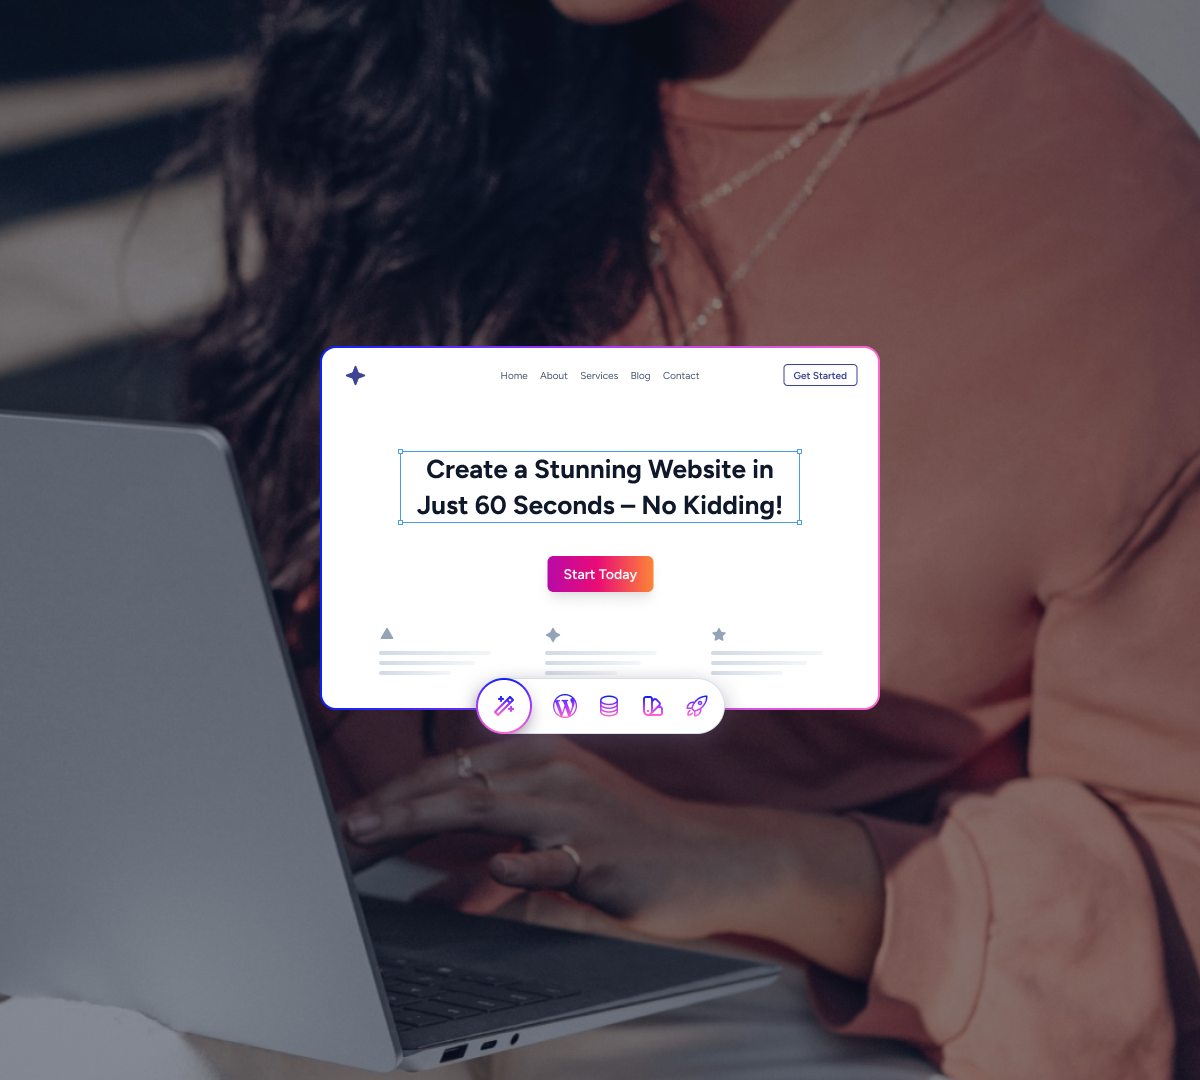 Home About Services Blog Contact Get Started
Create a Stunning Website in
Just 60 Seconds – No Kidding!
Start Today